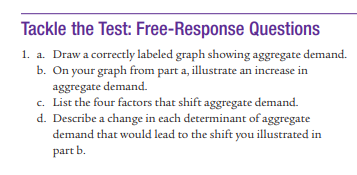 Tackle the Test: Free-Response Questions
1. a. Draw a correctly labeled graph showing aggregate demand.
b. On your graph from part a, illustrate an increase in
aggregate demand.
c. List the four factors that shift aggregate demand.
d. Describe a change in each determinant of aggregate
demand that would lead to the shift you illustrated in
part b.